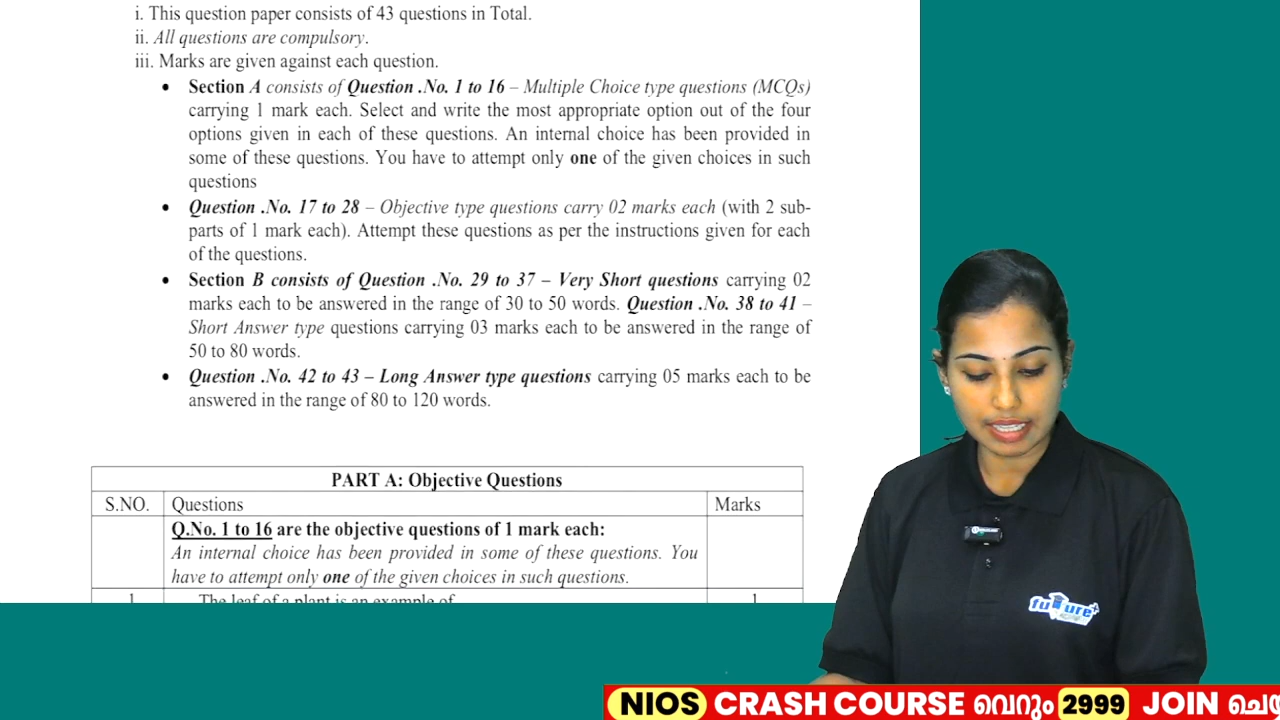 i. This question paper consists of 43 questions in Total.
ii. All questions are compulsory.
iii. Marks are given against each question.
• Section A consists of Question .No. 1 to 16 – Multiple Choice type questions (MCQs)
carrying 1 mark each. Select and write the most appropriate option out of the four
options given in each of these questions. An internal choice has been provided in
some of these questions. You have to attempt only one of the given choices in such
questions
• Question .No. 17 to 28 – Objective type questions carry 02 marks each (with 2 sub-
parts of 1 mark each). Attempt these questions as per the instructions given for each
of the questions.
• Section B consists of Question .No. 29 to 37 – Very Short questions carrying 02
marks each to be answered in the range of 30 to 50 words. Question .No. 38 to 41 –
Short Answer type questions carrying 03 marks each to be answered in the range of
50 to 80 words.
• Question .No. 42 to 43 – Long Answer type questions carrying 05 marks each to be
answered in the range of 80 to 120 words.
PART A: Objective Questions
S.NO. Questions Marks
Q.No. 1 to 16 are the objective questions of 1 mark each:
An internal choice has been provided in some of these questions. You
have to attempt only one of the given choices in such questions.
1 The leaf of a plant is an example of 1
future+
NIOS CRASH COURSE വെറും 2999 JOIN ചെയ